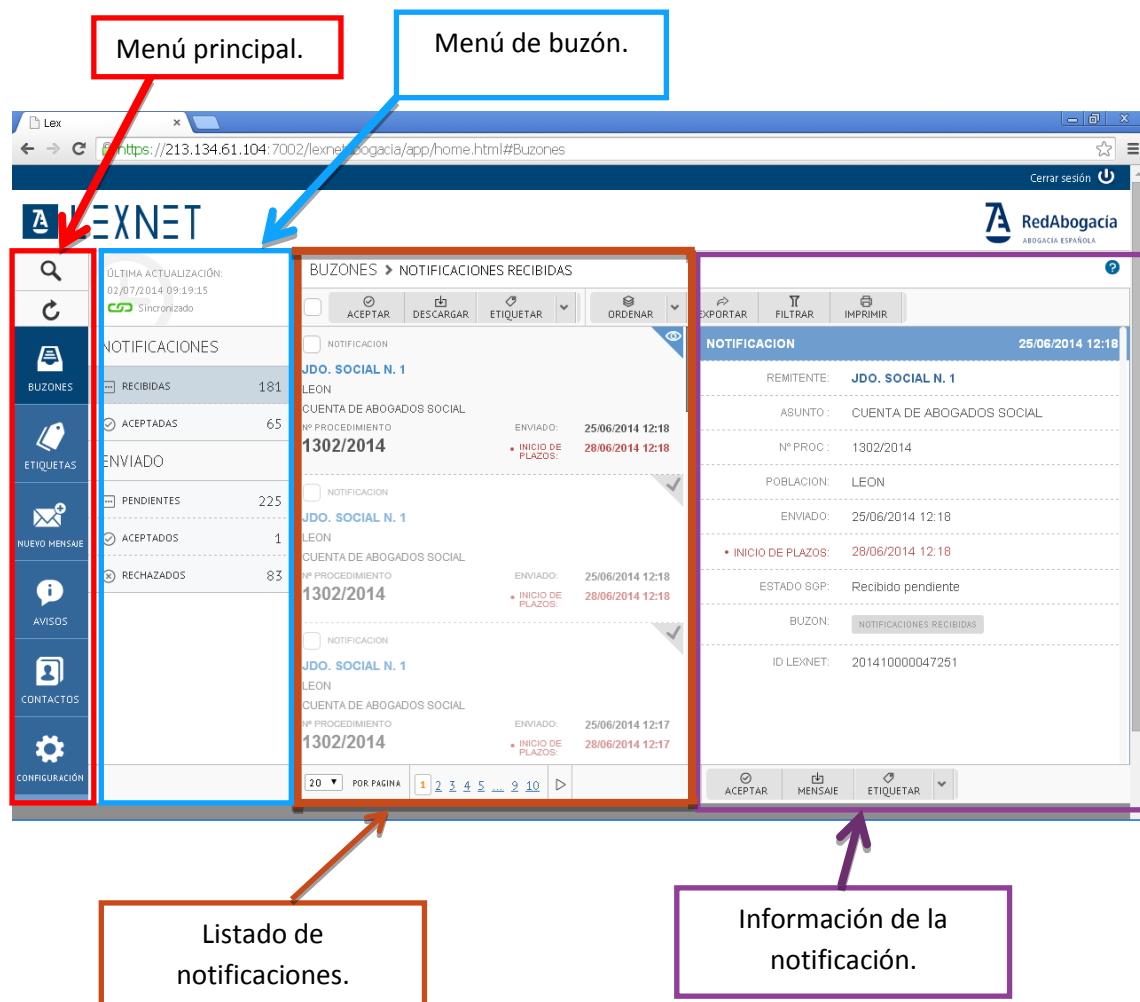 Menú principal.
Menú de buzón.
Lex
https://213.134.61.104:7002/lexnetabogacia/app/home.html#Buzones
Cerrar sesión
LEXNET
RedAbogacía
ABOGACIA ESPAÑOLA
BUZONES
ETIQUETAS
NUEVO MENSAJE
AVISOS
CONTACTOS
CONFIGURACIÓN
ÚLTIMA ACTUALIZACIÓN:
02/07/2014 09:19:15
Sincronizado
NOTIFICACIONES
RECIBIDAS 181
ACEPTADAS 65
ENVIADO
PENDIENTES 225
ACEPTADOS 1
RECHAZADOS 83
BUZONES > NOTIFICACIONES RECIBIDAS
ACEPTAR DESCARGAR ETIQUETAR ORDENAR EXPORTAR FILTRAR IMPRIMIR
NOTIFICACION
JDO. SOCIAL N. 1
LEON
CUENTA DE ABOGADOS SOCIAL
Nº PROCEDIMIENTO ENVIADO: 25/06/2014 12:18
1302/2014 • INICIO DE PLAZOS: 28/06/2014 12:18
NOTIFICACION
JDO. SOCIAL N. 1
LEON
CUENTA DE ABOGADOS SOCIAL
Nº PROCEDIMIENTO ENVIADO: 25/06/2014 12:18
1302/2014 • INICIO DE PLAZOS: 28/06/2014 12:18
NOTIFICACION
JDO. SOCIAL N. 1
LEON
CUENTA DE ABOGADOS SOCIAL
Nº PROCEDIMIENTO ENVIADO: 25/06/2014 12:17
1302/2014 • INICIO DE PLAZOS: 28/06/2014 12:17
20 POR PAGINA 1 2 3 4 5 ... 9 10
NOTIFICACION 25/06/2014 12:18
REMITENTE: JDO. SOCIAL N. 1
ASUNTO : CUENTA DE ABOGADOS SOCIAL
Nº PROC : 1302/2014
POBLACION: LEON
ENVIADO: 25/06/2014 12:18
• INICIO DE PLAZOS: 28/06/2014 12:18
ESTADO SGP: Recibido pendiente
BUZON: NOTIFICACIONES RECIBIDAS
ID LEXNET: 201410000047251
ACEPTAR MENSAJE ETIQUETAR
Listado de
notificaciones.
Información de la
notificación.